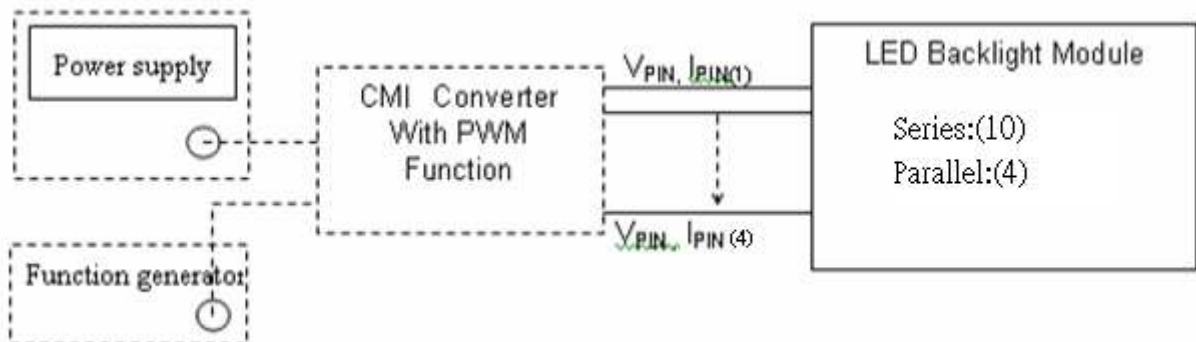 Power supply
CMI Converter
With PWM
Function
Function generator
VPIN, IPIN(1)
VPIN, IPIN (4)
LED Backlight Module
Series:(10)
Parallel:(4)